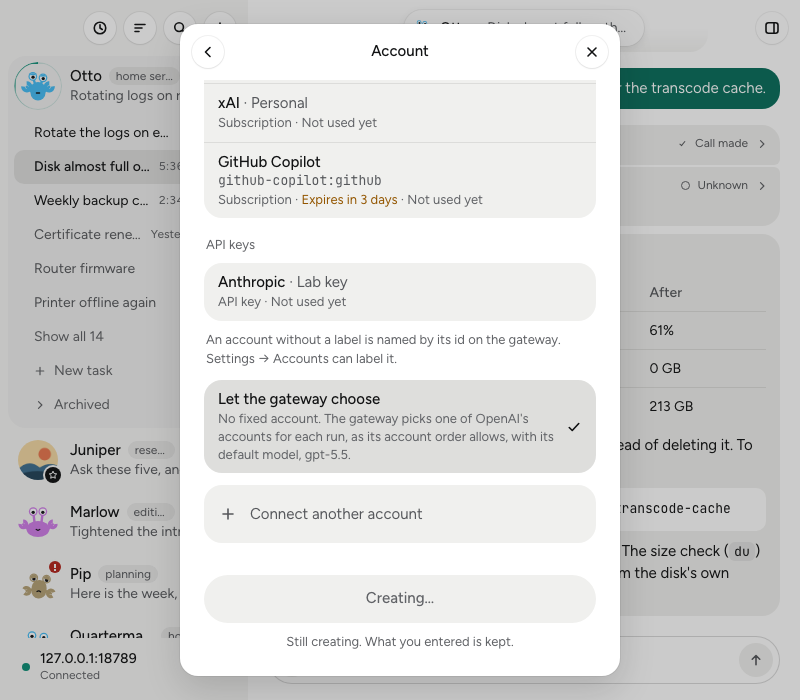 Account
Otto
home ser...
Rotating logs on
Rotate the logs on e...
Disk almost full o...
5:36
Weekly backup c...
2:34
Certificate rene...
Yeste
Router firmware
Printer offline again
Show all 14
New task
Archived
Juniper
rese...
Ask these five, an
Marlow
editi...
Tightened the intr
Pip
planning
Here is the week,
Quarterma
127.0.0.1:18789
Connected
xAI · Personal
Subscription · Not used yet
GitHub Copilot
github-copilot:github
Subscription · Expires in 3 days · Not used yet
API keys
Anthropic · Lab key
API key · Not used yet
An account without a label is named by its id on the gateway.
Settings → Accounts can label it.
Let the gateway choose
No fixed account. The gateway picks one of OpenAI's
accounts for each run, as its account order allows, with its
default model, gpt-5.5.
Connect another account
Creating...
Still creating. What you entered is kept.
the transcode cache.
Call made
Unknown
After
61%
0 GB
213 GB
ead of deleting it. To
transcode-cache
The size check ( du )
m the disk's own